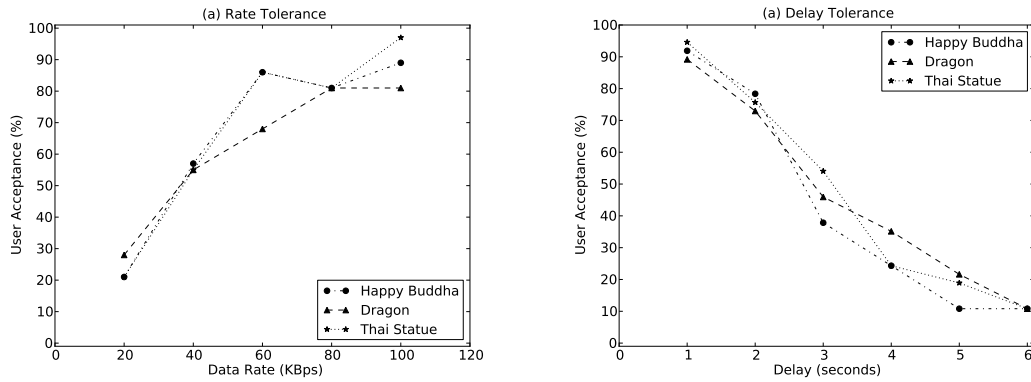 (a) Rate Tolerance
100
90
80
70
60
50
40
30
20
10
0
User Acceptance (%)
0 20 40 60 80 100 120
Data Rate (KBps)
Happy Buddha
Dragon
Thai Statue
(a) Delay Tolerance
100
90
80
70
60
50
40
30
20
10
0
User Acceptance (%)
0 1 2 3 4 5 6
Delay (seconds)
Happy Buddha
Dragon
Thai Statue